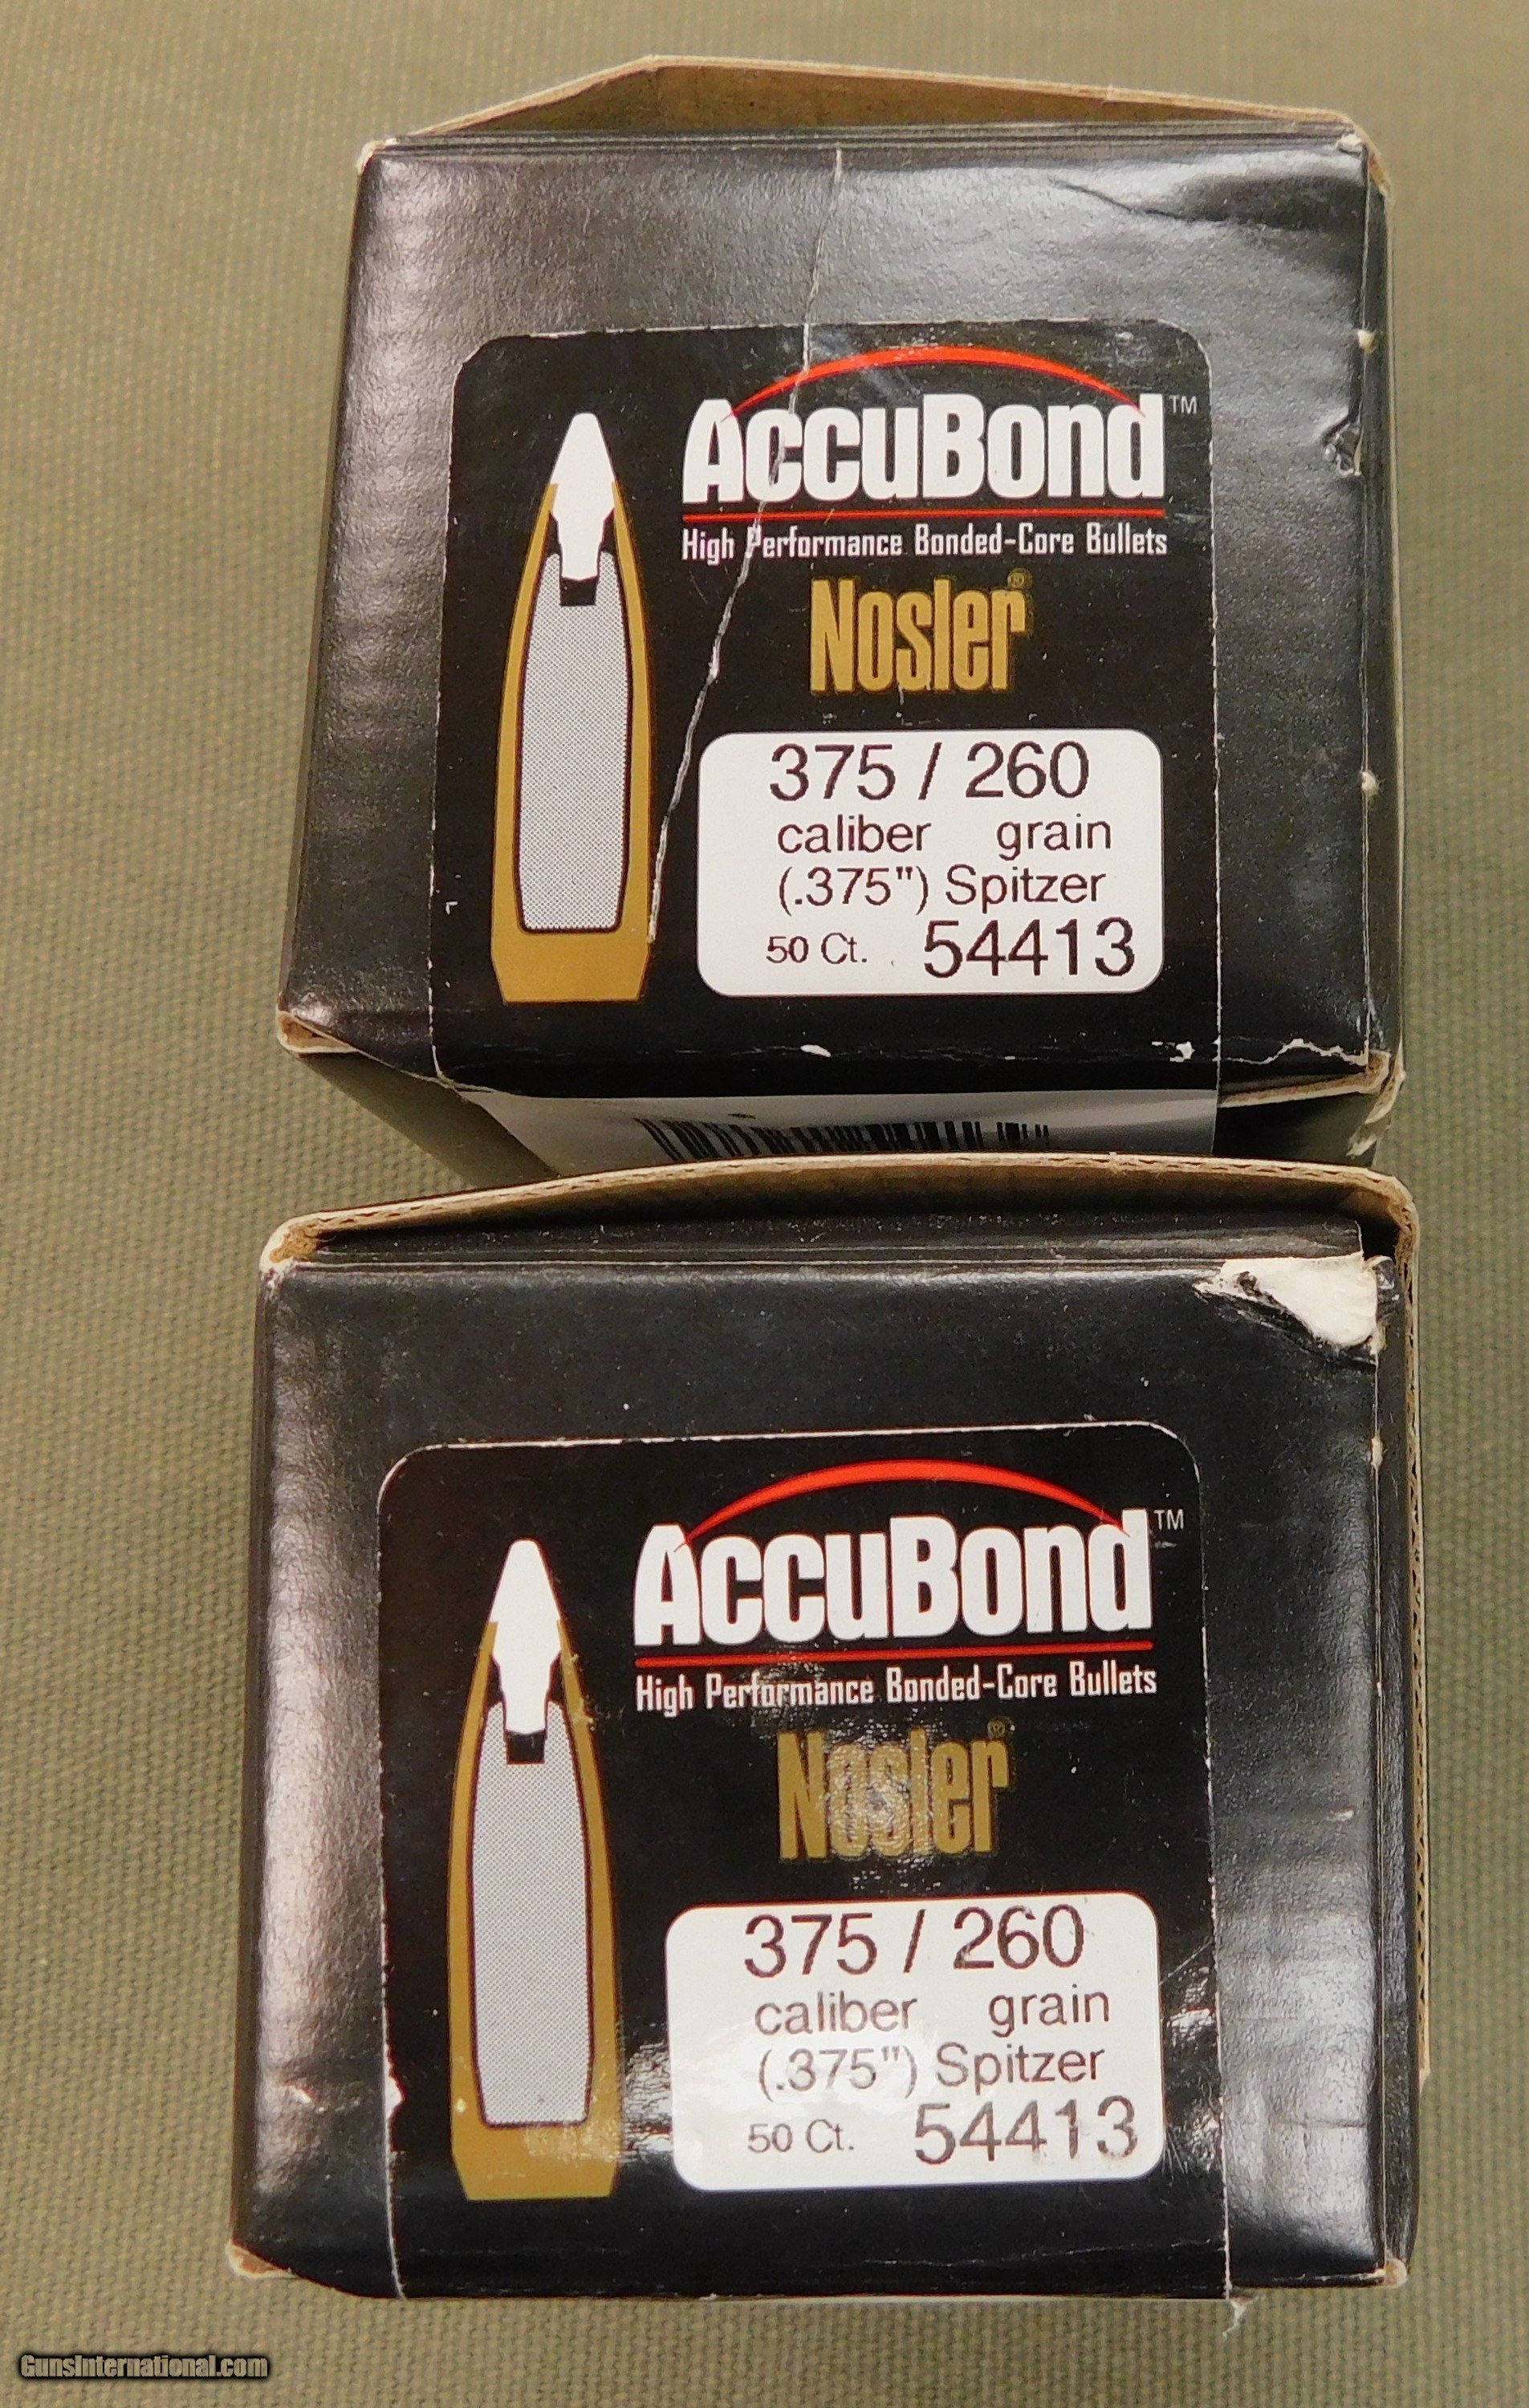 AccuBond™
High Performance Bonded-Core Bullets
Nosler®
375 / 260
caliber grain
(.375") Spitzer
50 Ct. 54413
AccuBond™
High Performance Bonded-Core Bullets
Nosler®
375 / 260
caliber grain
(.375") Spitzer
50 Ct. 54413
GunsInternational.com